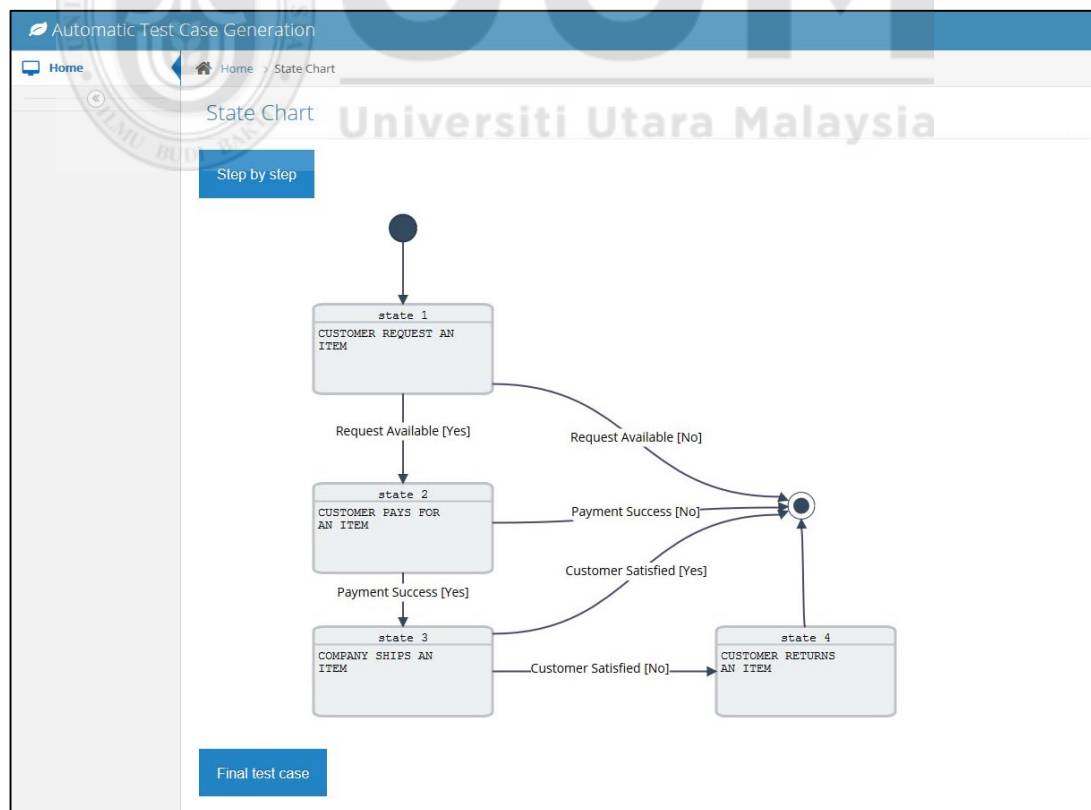 Automatic Test Case Generation
Home
Home > State Chart
State Chart
Universiti Utara Malaysia
Step by step
state 1
CUSTOMER REQUEST AN
ITEM
Request Available [Yes]
Request Available [No]
state 2
CUSTOMER PAYS FOR
AN ITEM
Payment Success [No]
Customer Satisfied [Yes]
Payment Success [Yes]
state 3
COMPANY SHIPS AN
ITEM
Customer Satisfied [No]
state 4
CUSTOMER RETURNS
AN ITEM
Final test case